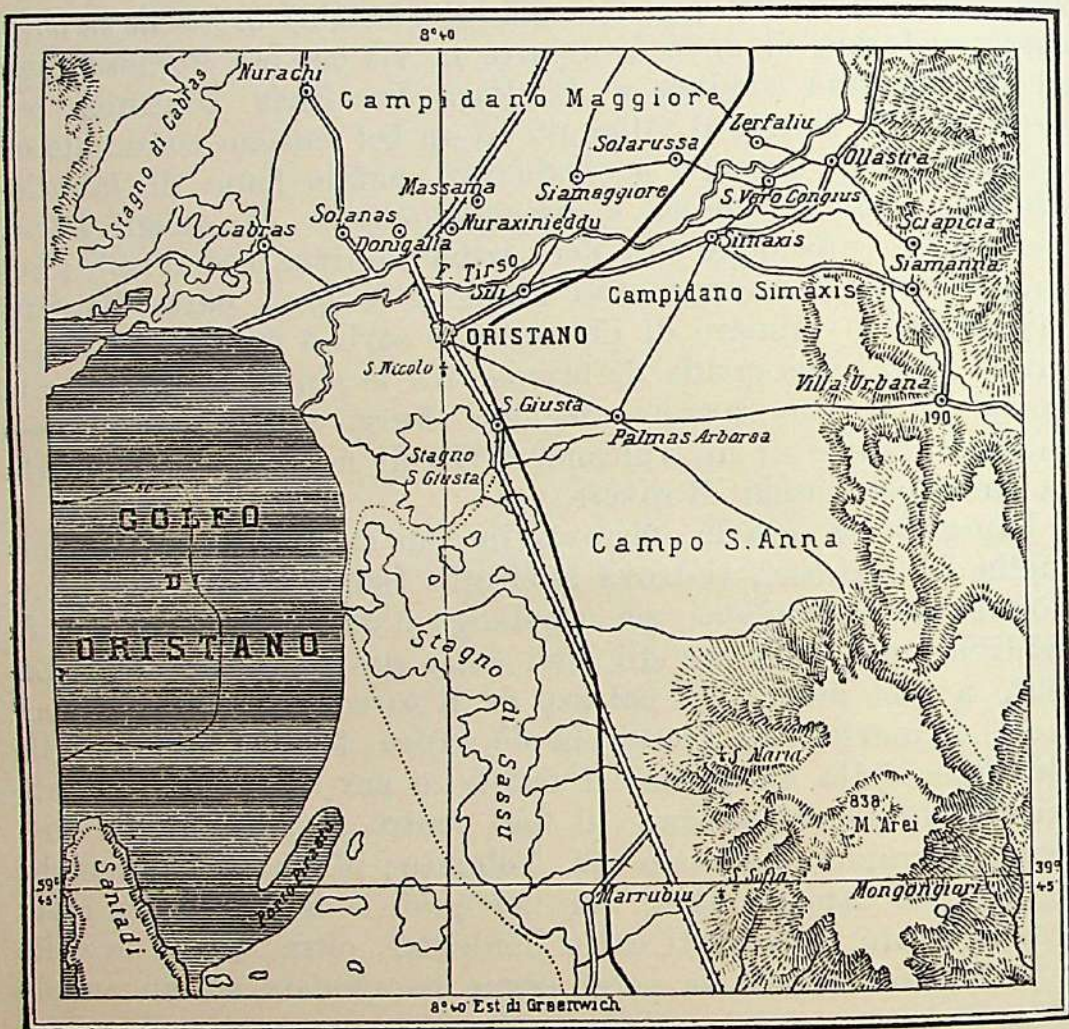 8°40
Nurachi
Campidano Maggiore
Stagno di Cabras
Zerfaliu
Solarussa
Ollastra
Massama
Siamaggiore
S. Vero Congius
Solanas
Nuraxinieddu
Cabras
Donigalla
Simaxis
Sciapicia
F. Tirso
Siamanna
Sili
Campidano Simaxis
ORISTANO
S. Niccolo
Villa Urbana
190
S. Giusta
Palmas Arborea
Stagno
S. Giusta
GOLFO
DI
ORISTANO
Campo S. Anna
Stagno
di Sassu
S. Maria
838
M. Arei
59°
45'
39°
45'
Santadi
Marrubiu
Mongongiori
8°40 Est di Greenwich